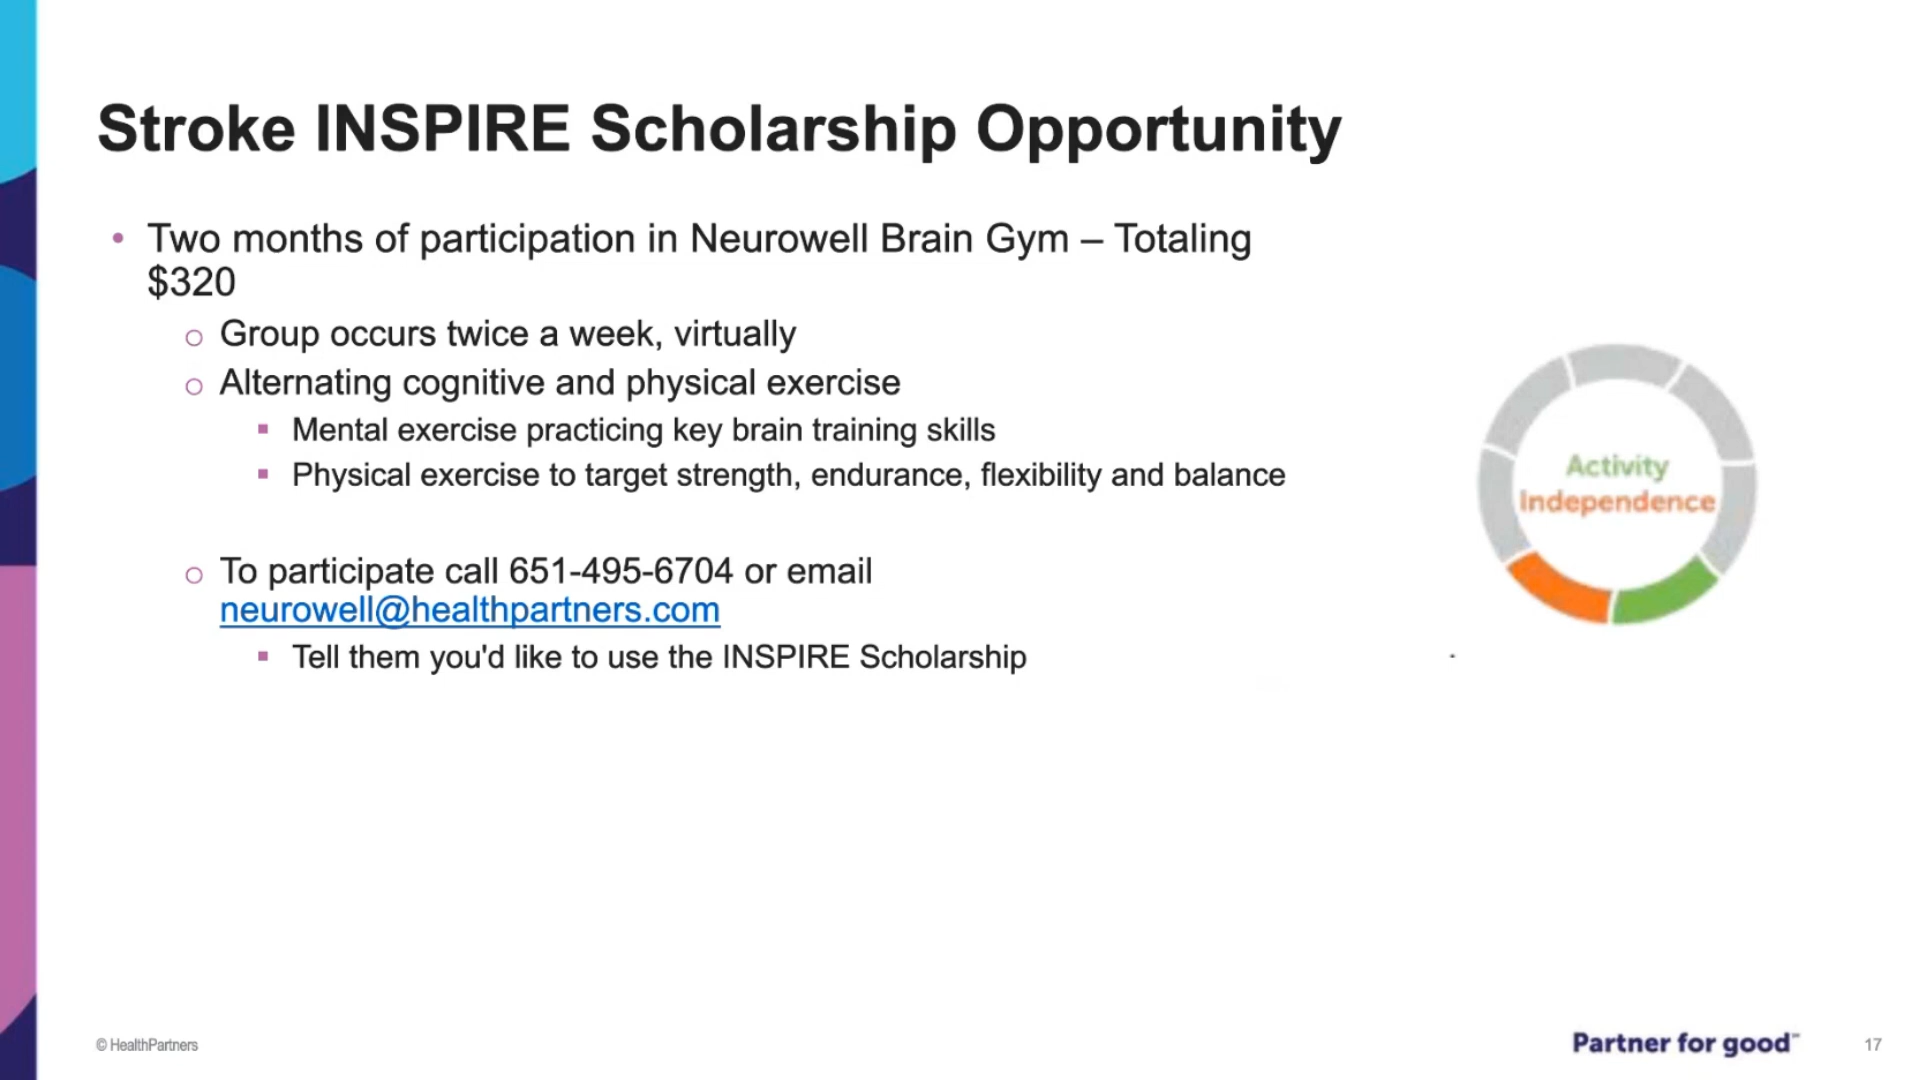 Stroke INSPIRE Scholarship Opportunity
• Two months of participation in Neurowell Brain Gym – Totaling
$320
o Group occurs twice a week, virtually
o Alternating cognitive and physical exercise
▪ Mental exercise practicing key brain training skills
▪ Physical exercise to target strength, endurance, flexibility and balance
o To participate call 651-495-6704 or email
neurowell@healthpartners.com
▪ Tell them you'd like to use the INSPIRE Scholarship
Activity
Independence
© HealthPartners
Partner for good™
17